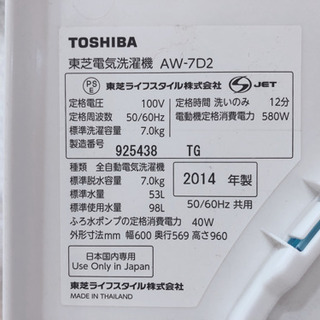 TOSHIBA
東芝電気洗濯機 AW-7D2
PS E 東芝ライフスタイル株式会社 S JET
定格電圧 100V 定格時間 洗いのみ 12分
定格周波数 50/60Hz 電動機定格消費電力 580W
標準洗濯容量 7.0kg
製造番号 925438 TG
種類 全自動電気洗濯機
標準脱水容量 7.0kg 2014 年製
標準水量 53L
標準使用水量 98L 50/60Hz 共用
ふろ水ポンプの定格消費電力 40W
外形寸法mm 幅600 奥行569 高さ960
日本国内専用
Use Only in Japan
東芝ライフスタイル株式会社
MADE IN THAILAND